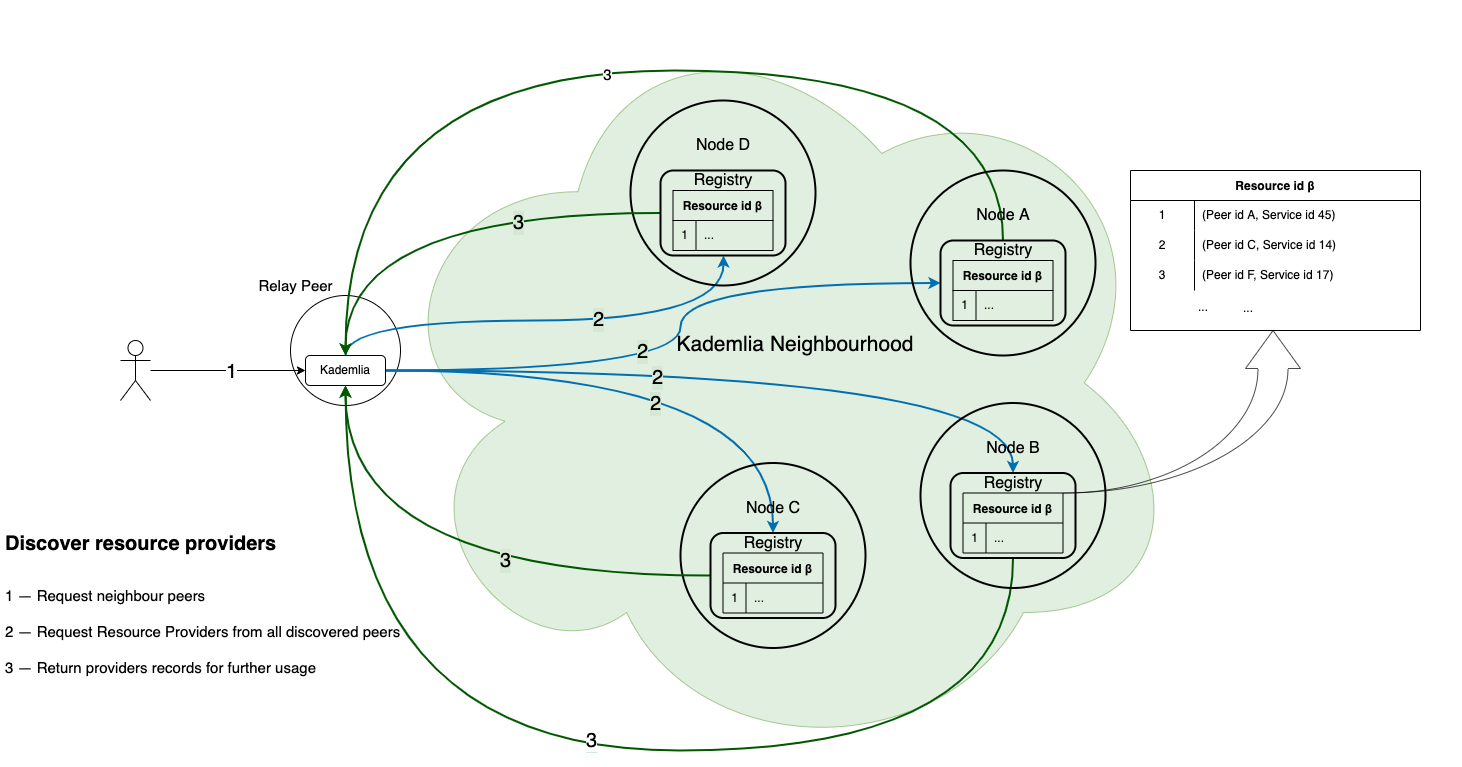 3
Node D
Registry
Resource id β
1 ...
3
Node A
Registry
Resource id β
1 ...
Resource id β
1 (Peer id A, Service id 45)
2 (Peer id C, Service id 14)
3 (Peer id F, Service id 17)
... ...
Relay Peer
Kademlia
1
2
2
Kademlia Neighbourhood
2
2
Node B
Registry
Resource id β
1 ...
Node C
Registry
Resource id β
1 ...
3
3
Discover resource providers
1 — Request neighbour peers
2 — Request Resource Providers from all discovered peers
3 — Return providers records for further usage